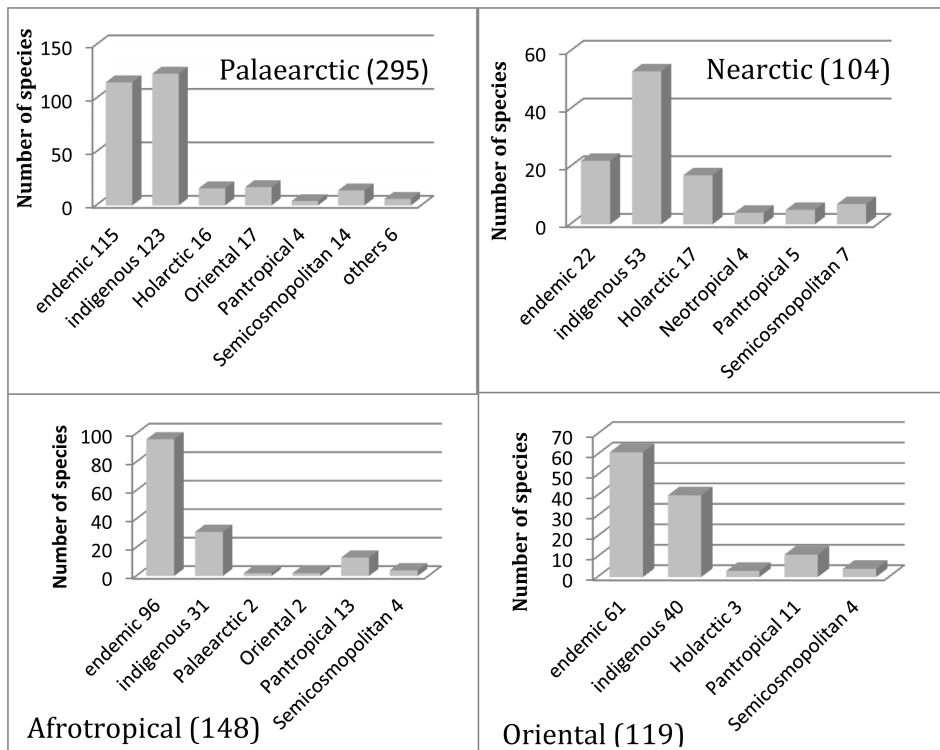 Palaearctic (295)
Number of species
150
100
50
0
endemic 115
indigenous 123
Holarctic 16
Oriental 17
Pantropical 4
Semicosmopolitan 14
others 6
Nearctic (104)
Number of species
60
40
20
0
endemic 22
indigenous 53
Holarctic 17
Neotropical 4
Pantropical 5
Semicosmopolitan 7
Number of species
100
80
60
40
20
0
endemic 96
indigenous 31
Palaearctic 2
Oriental 2
Pantropical 13
Semicosmopolitan 4
Afrotropical (148)
Number of species
70
60
50
40
30
20
10
0
endemic 61
indigenous 40
Holarctic 3
Pantropical 11
Semicosmopolitan 4
Oriental (119)